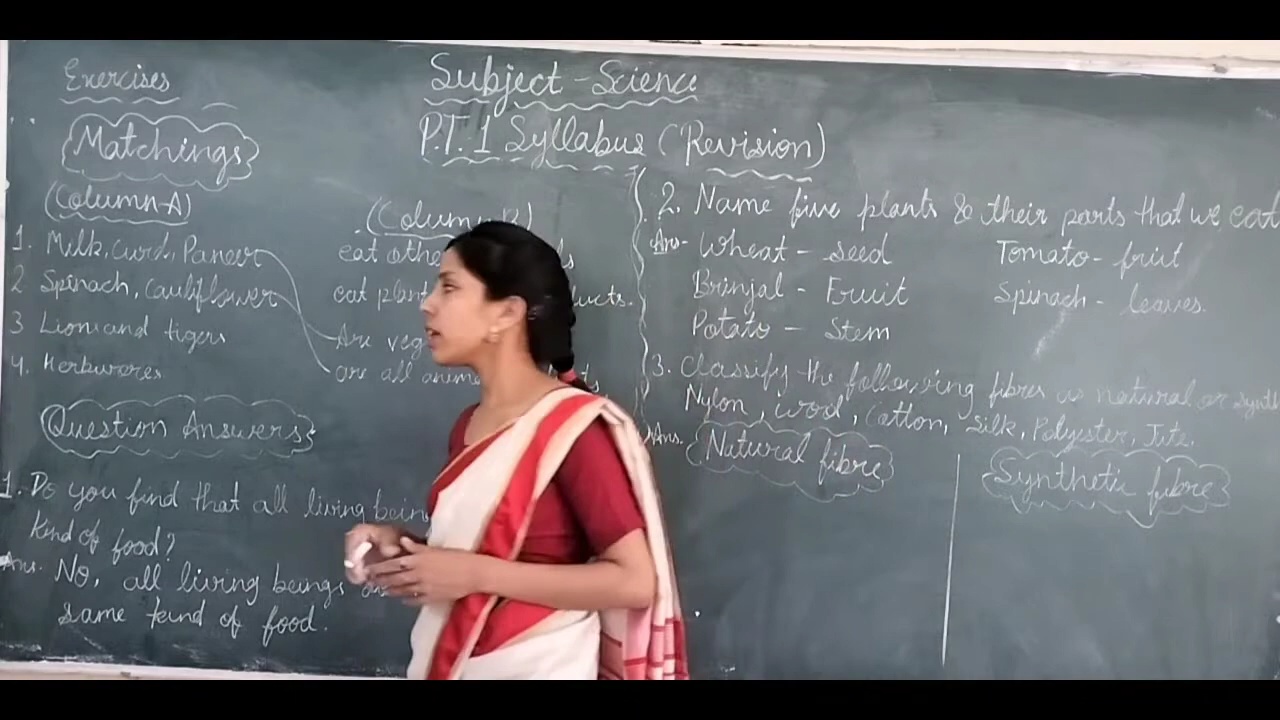 Exercises
Subject - Science
P.T. 1 Syllabus (Revision)
Matchings
(Column-A)
1. Milk, curd, Paneer
2 Spinach, cauliflower
3 Lions and tigers
4. Herbivores
eat othe
eat plan ducts.
Are veg
are all anim
Question Answers
1. Do you find that all living bein
kind of food?
Ans. No, all living beings
same kind of food.
2. Name five plants & their parts that we eat
Ans- Wheat - seed Tomato - fruit
Brinjal - Fruit Spinach - leaves.
Potato - Stem
3. Classify the following fibres as natural or synth
Nylon, wool, Cotton, Silk, Polyester, Jute.
Ans. Natural fibre Synthetic fibre